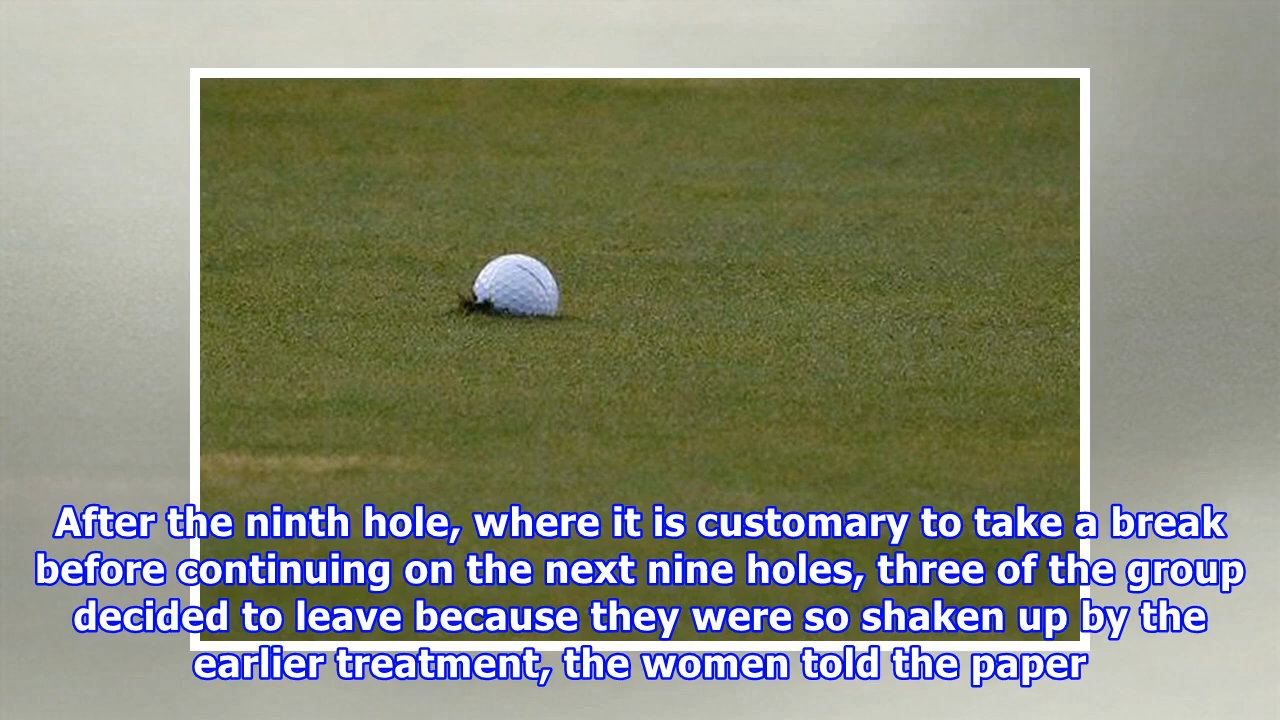 After the ninth hole, where it is customary to take a break
before continuing on the next nine holes, three of the group
decided to leave because they were so shaken up by the
earlier treatment, the women told the paper